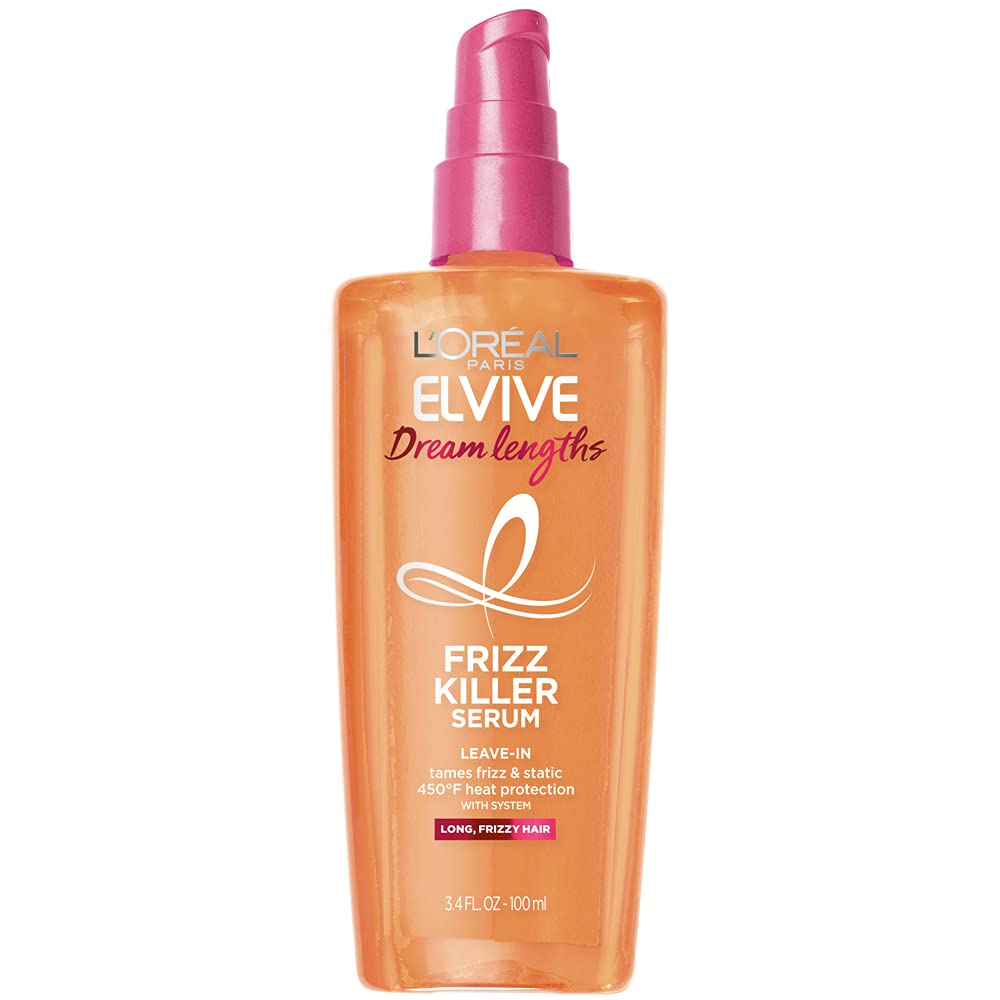 L'ORÉAL
PARIS
ELVIVE
Dream lengths
FRIZZ
KILLER
SERUM
LEAVE-IN
tames frizz & static
450°F heat protection
WITH SYSTEM
LONG, FRIZZY HAIR
3.4 FL. OZ - 100 ml